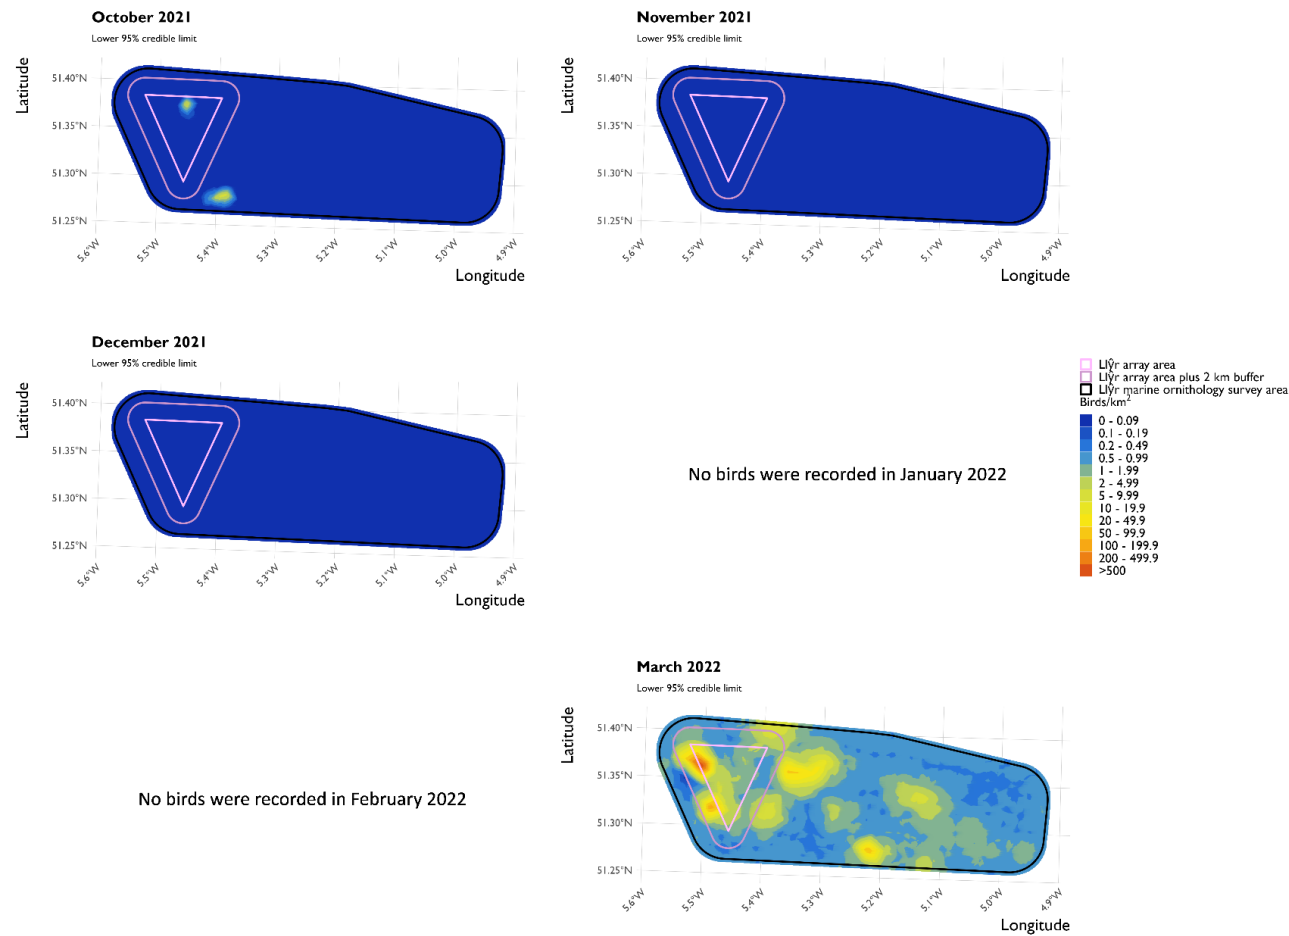 October 2021
Lower 95% credible limit
Latitude
51.40°N
51.35°N
51.30°N
51.25°N
5.6°W
5.5°W
5.4°W
5.3°W
5.2°W
5.1°W
5.0°W
4.9°W
Longitude
November 2021
Lower 95% credible limit
Latitude
51.40°N
51.35°N
51.30°N
51.25°N
5.6°W
5.5°W
5.4°W
5.3°W
5.2°W
5.1°W
5.0°W
4.9°W
Longitude
December 2021
Lower 95% credible limit
Latitude
51.40°N
51.35°N
51.30°N
51.25°N
5.6°W
5.5°W
5.4°W
5.3°W
5.2°W
5.1°W
5.0°W
4.9°W
Longitude
No birds were recorded in January 2022
Llŷr array area
Llŷr array area plus 2 km buffer
Llŷr marine ornithology survey area
Birds/km²
0 - 0.09
0.1 - 0.19
0.2 - 0.49
0.5 - 0.99
1 - 1.99
2 - 4.99
5 - 9.99
10 - 19.9
20 - 49.9
50 - 99.9
100 - 199.9
200 - 499.9
>500
No birds were recorded in February 2022
March 2022
Lower 95% credible limit
Latitude
51.40°N
51.35°N
51.30°N
51.25°N
5.6°W
5.5°W
5.4°W
5.3°W
5.2°W
5.1°W
5.0°W
4.9°W
Longitude